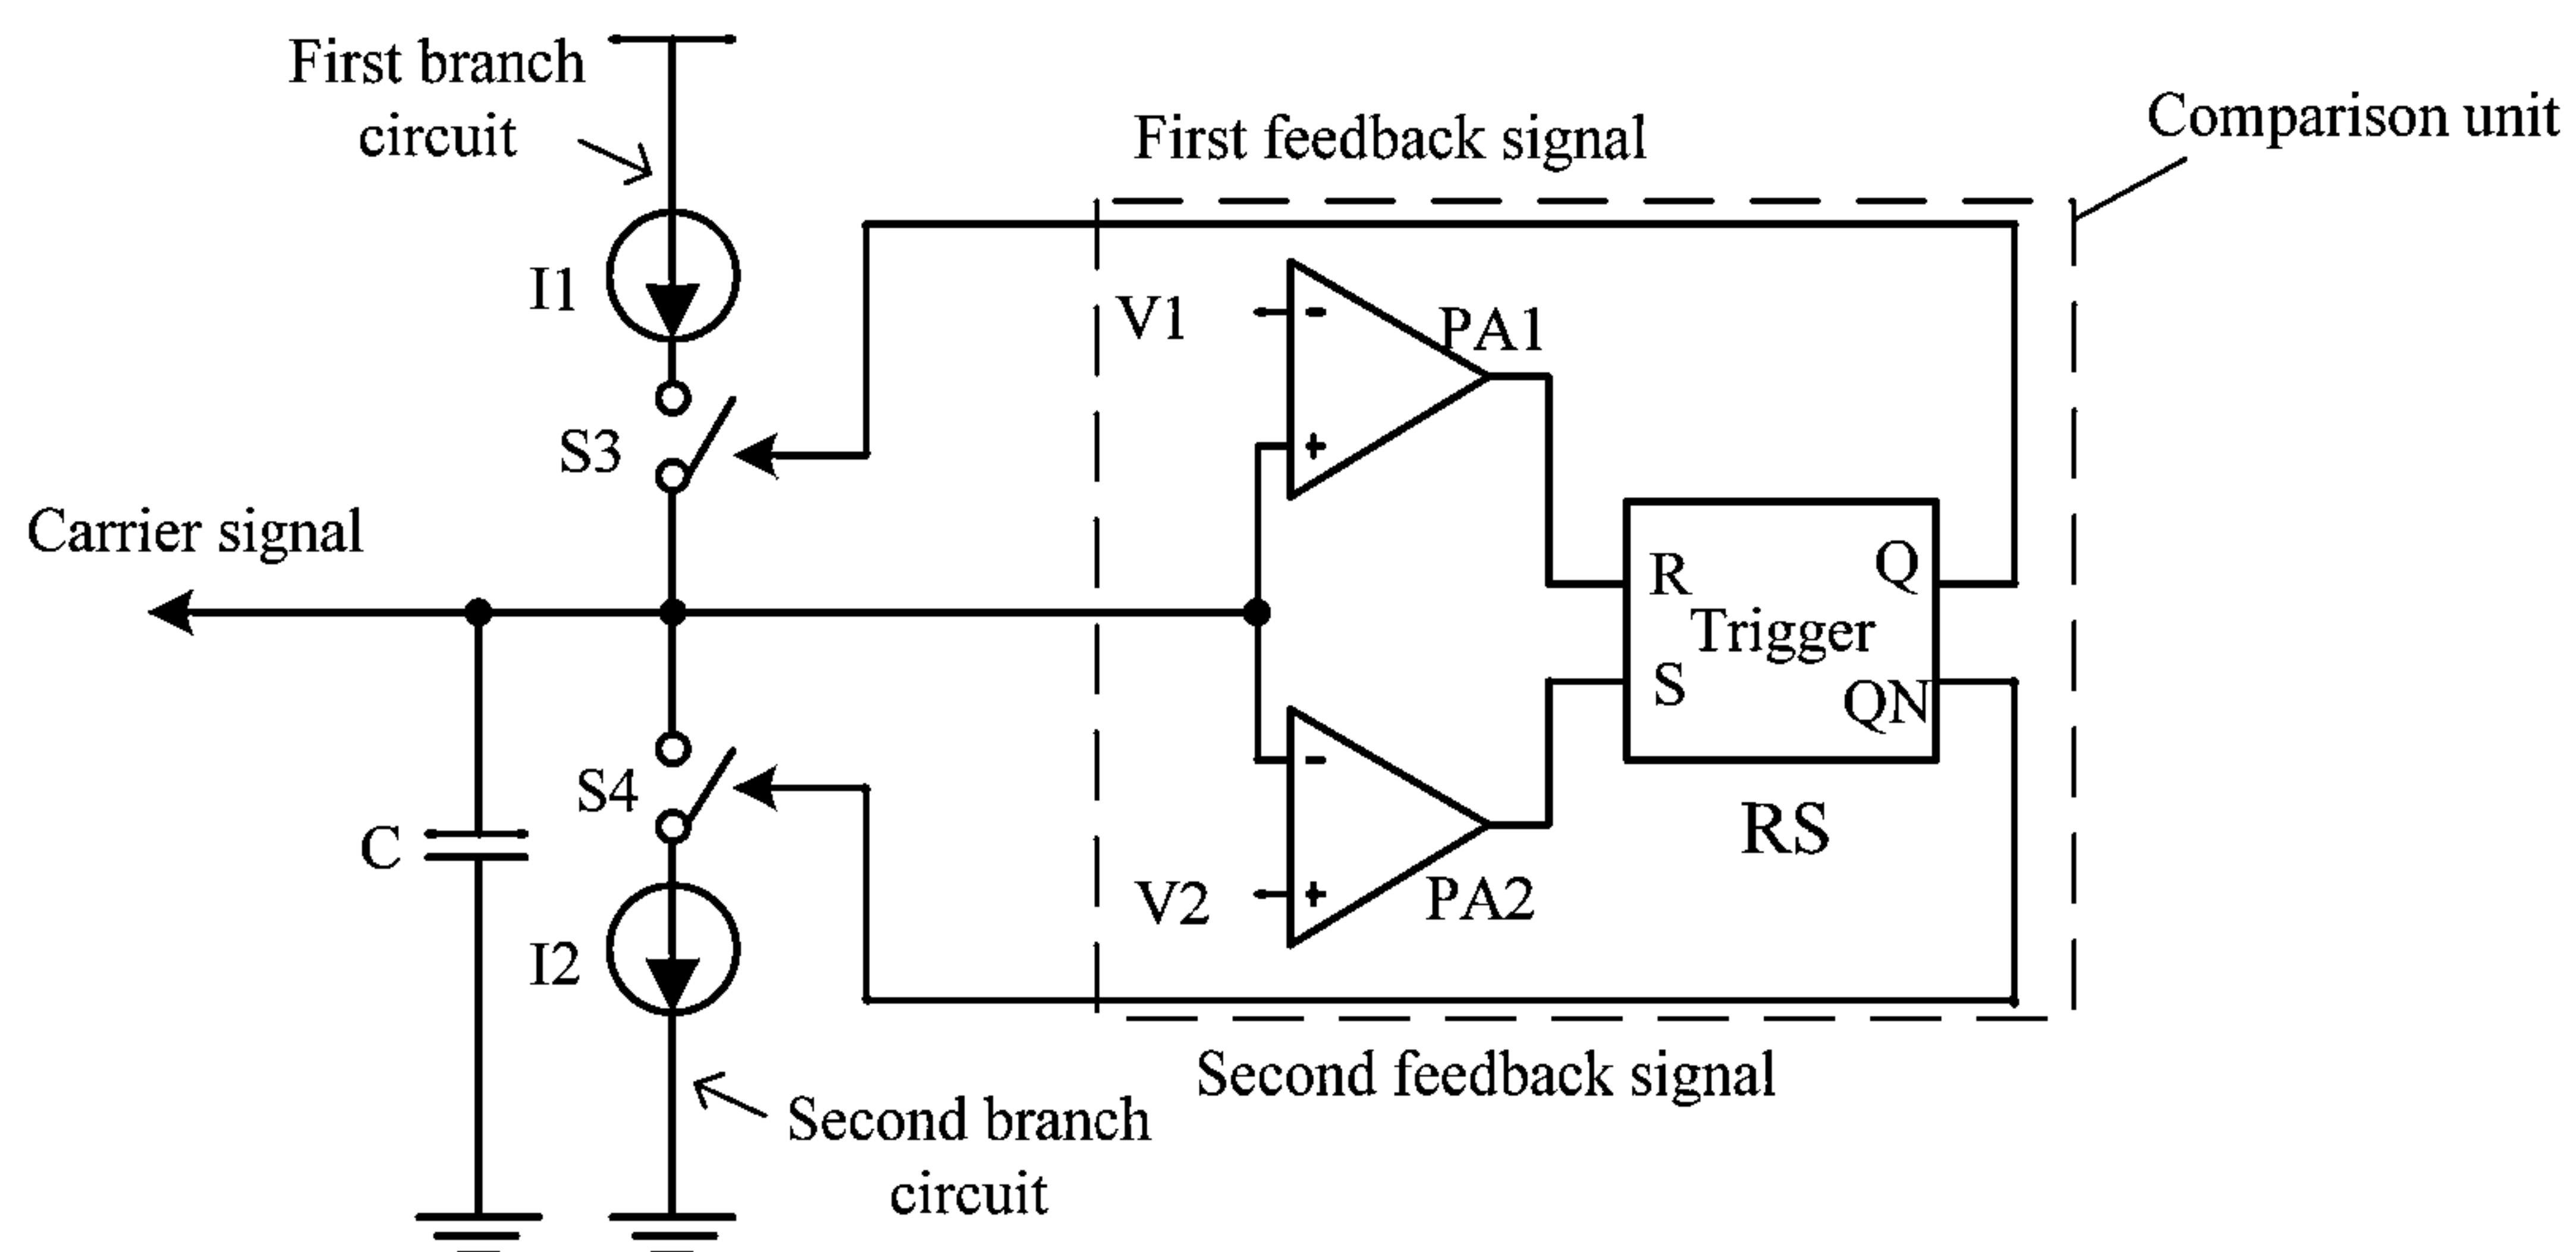 First branch
circuit
First feedback signal
Comparison unit
I1
V1
-
PA1
+
S3
Carrier signal
R
Q
Trigger
S
QN
RS
S4
-
C
V2
+
PA2
I2
Second feedback signal
Second branch
circuit